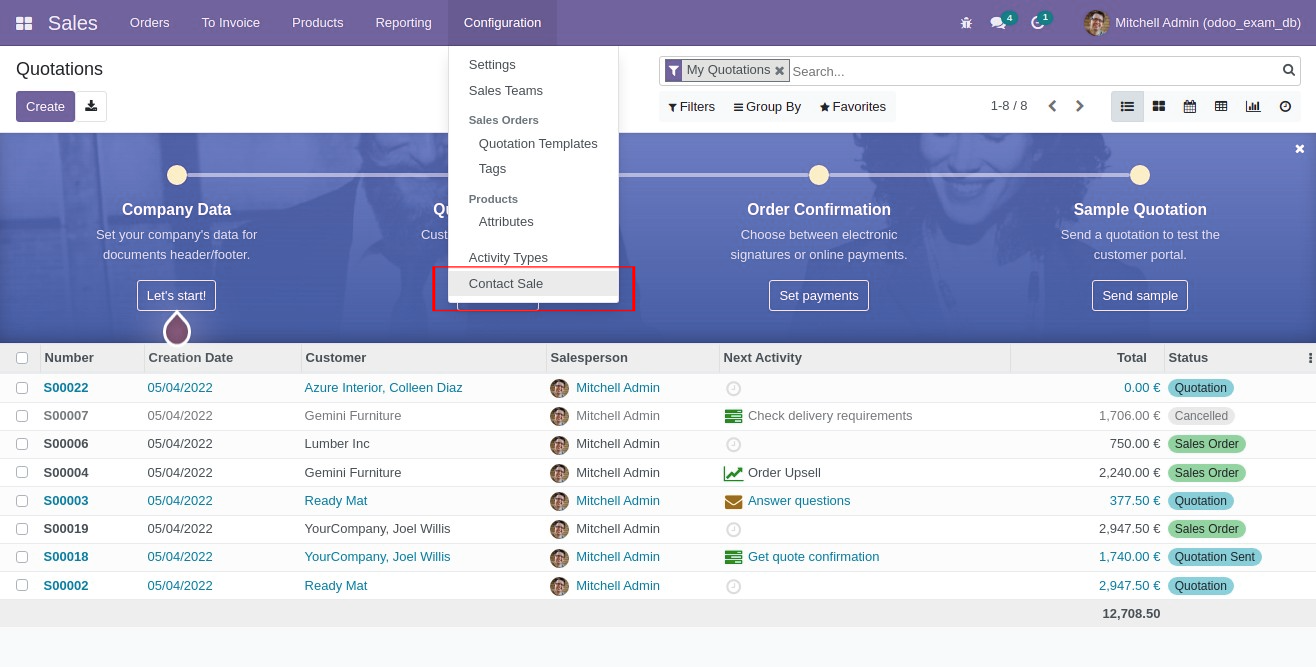 Sales Orders To Invoice Products Reporting Configuration 4 1 Mitchell Admin (odoo_exam_db)
Quotations
My Quotations Search...
Create
Filters Group By Favorites 1-8 / 8
Settings
Sales Teams
Sales Orders
Quotation Templates
Tags
Products
Attributes
Activity Types
Contact Sale
Company Data
Set your company's data for
documents header/footer.
Let's start!
Order Confirmation
Choose between electronic
signatures or online payments.
Set payments
Sample Quotation
Send a quotation to test the
customer portal.
Send sample
Number Creation Date Customer Salesperson Next Activity Total Status
S00022 05/04/2022 Azure Interior, Colleen Diaz Mitchell Admin 0.00 € Quotation
S00007 05/04/2022 Gemini Furniture Mitchell Admin Check delivery requirements 1,706.00 € Cancelled
S00006 05/04/2022 Lumber Inc Mitchell Admin 750.00 € Sales Order
S00004 05/04/2022 Gemini Furniture Mitchell Admin Order Upsell 2,240.00 € Sales Order
S00003 05/04/2022 Ready Mat Mitchell Admin Answer questions 377.50 € Quotation
S00019 05/04/2022 YourCompany, Joel Willis Mitchell Admin 2,947.50 € Sales Order
S00018 05/04/2022 YourCompany, Joel Willis Mitchell Admin Get quote confirmation 1,740.00 € Quotation Sent
S00002 05/04/2022 Ready Mat Mitchell Admin 2,947.50 € Quotation
12,708.50